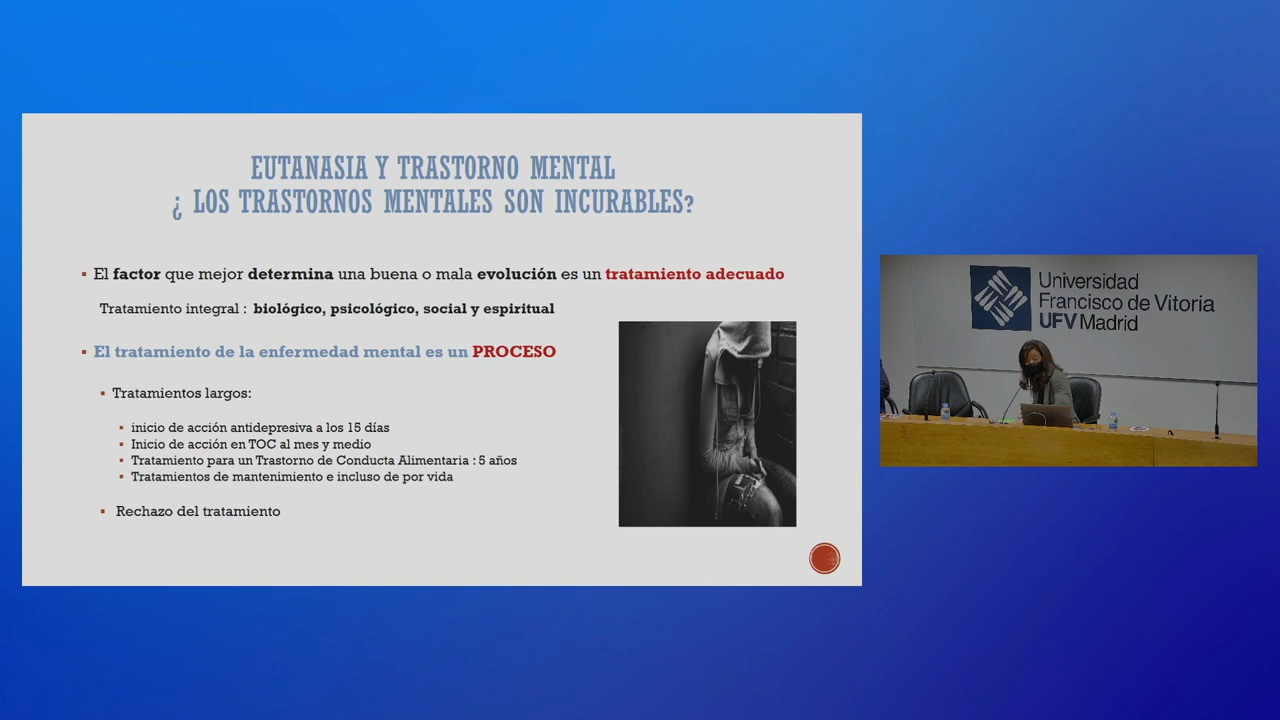 EUTANASIA Y TRASTORNO MENTAL
¿ LOS TRASTORNOS MENTALES SON INCURABLES?
El factor que mejor determina una buena o mala evolución es un tratamiento adecuado
Tratamiento integral : biológico, psicológico, social y espiritual
El tratamiento de la enfermedad mental es un PROCESO
Tratamientos largos:
inicio de acción antidepresiva a los 15 días
Inicio de acción en TOC al mes y medio
Tratamiento para un Trastorno de Conducta Alimentaria : 5 años
Tratamientos de mantenimiento e incluso de por vida
Rechazo del tratamiento
Universidad
Francisco de Vitoria
UFV Madrid